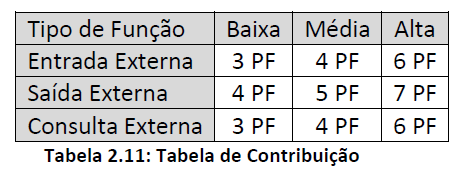 Tipo de Função Baixa Média Alta
Entrada Externa 3 PF 4 PF 6 PF
Saída Externa 4 PF 5 PF 7 PF
Consulta Externa 3 PF 4 PF 6 PF
Tabela 2.11: Tabela de Contribuição